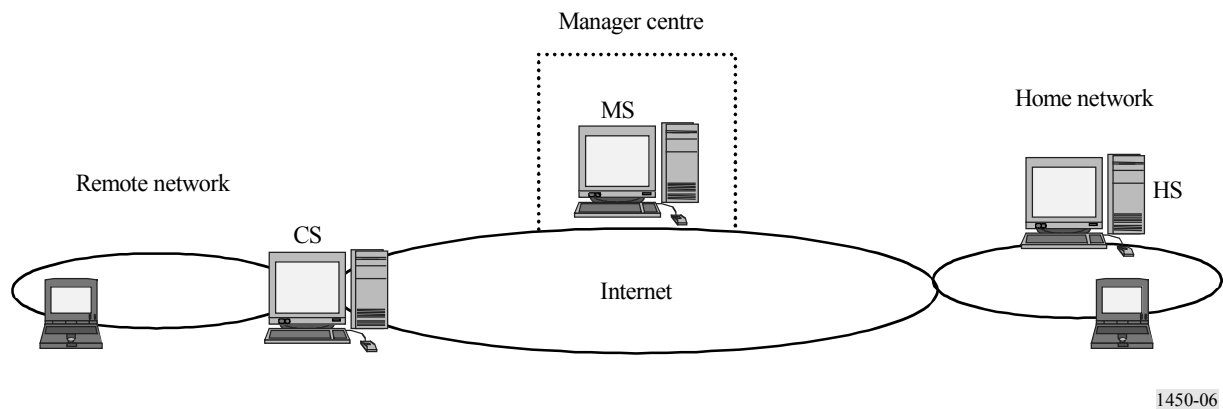 Manager centre
MS
Home network
HS
Remote network
CS
Internet
1450-06